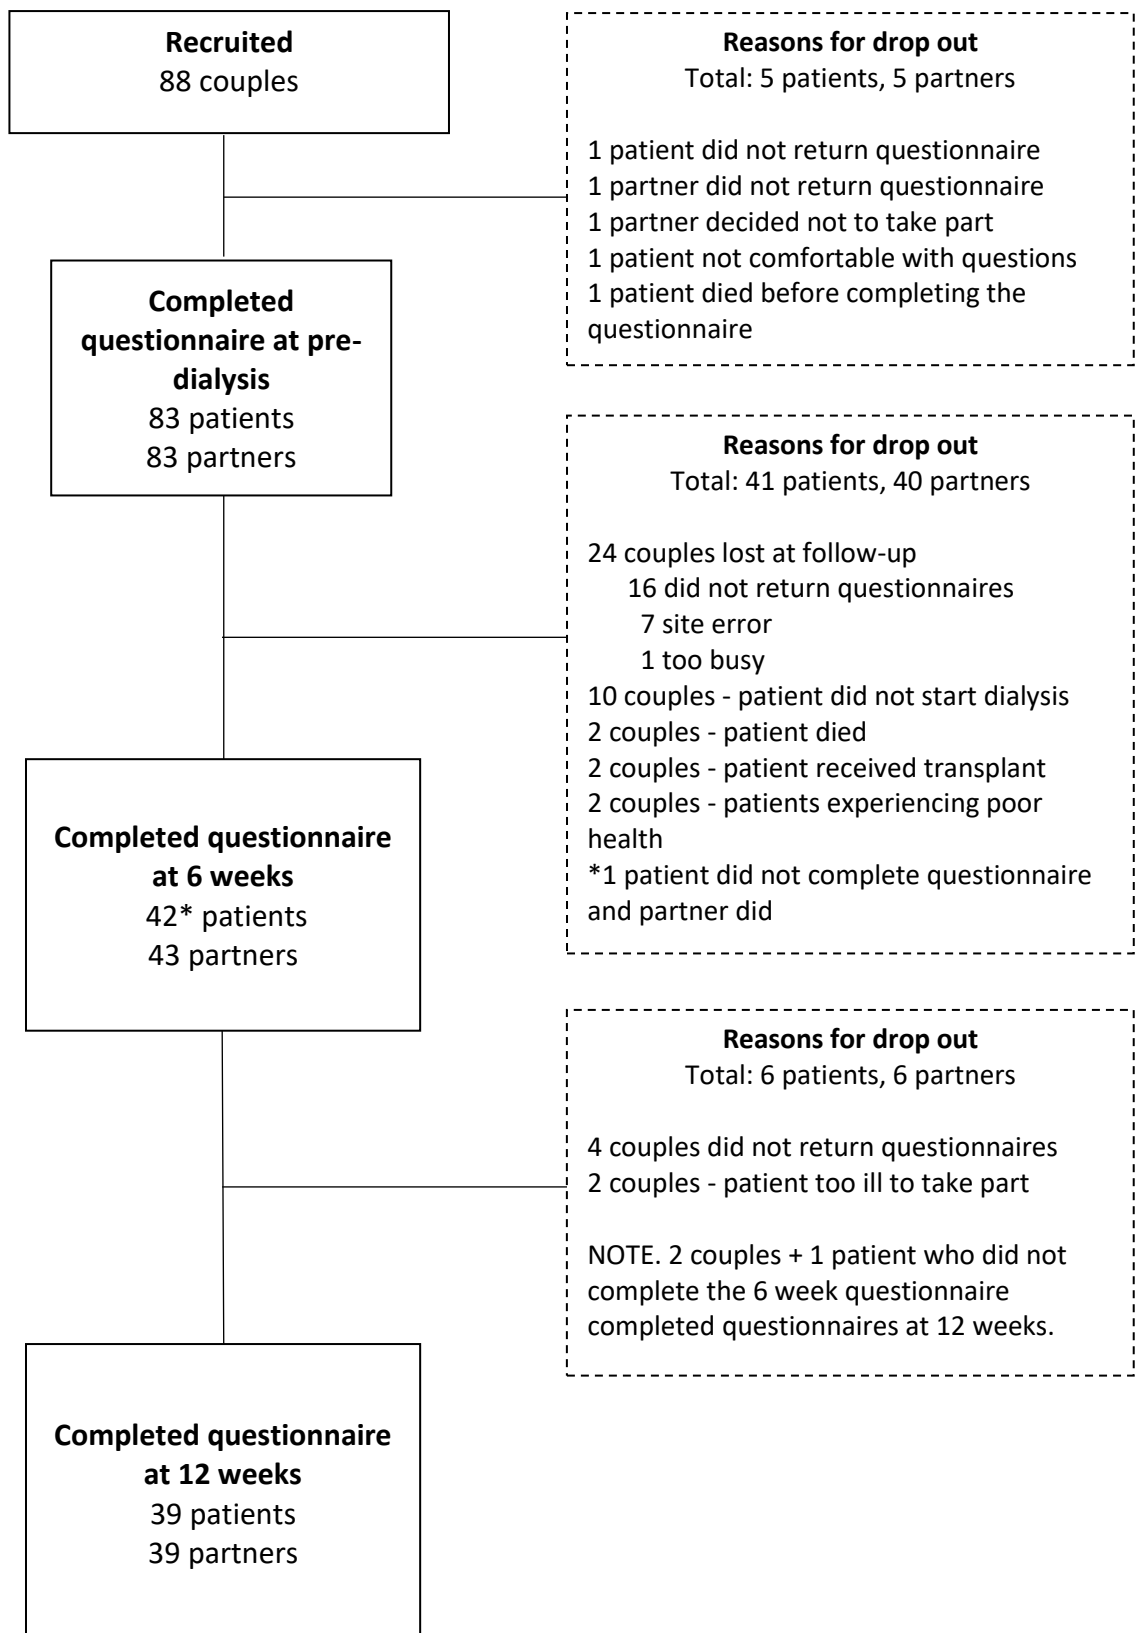 Recruited
88 couples
Reasons for drop out
Total: 5 patients, 5 partners
1 patient did not return questionnaire
1 partner did not return questionnaire
1 partner decided not to take part
1 patient not comfortable with questions
1 patient died before completing the
questionnaire
Completed
questionnaire at pre-
dialysis
83 patients
83 partners
Reasons for drop out
Total: 41 patients, 40 partners
24 couples lost at follow-up
16 did not return questionnaires
7 site error
1 too busy
10 couples - patient did not start dialysis
2 couples - patient died
2 couples - patient received transplant
2 couples - patients experiencing poor
health
*1 patient did not complete questionnaire
and partner did
Completed questionnaire
at 6 weeks
42* patients
43 partners
Reasons for drop out
Total: 6 patients, 6 partners
4 couples did not return questionnaires
2 couples - patient too ill to take part
NOTE. 2 couples + 1 patient who did not
complete the 6 week questionnaire
completed questionnaires at 12 weeks.
Completed questionnaire
at 12 weeks
39 patients
39 partners